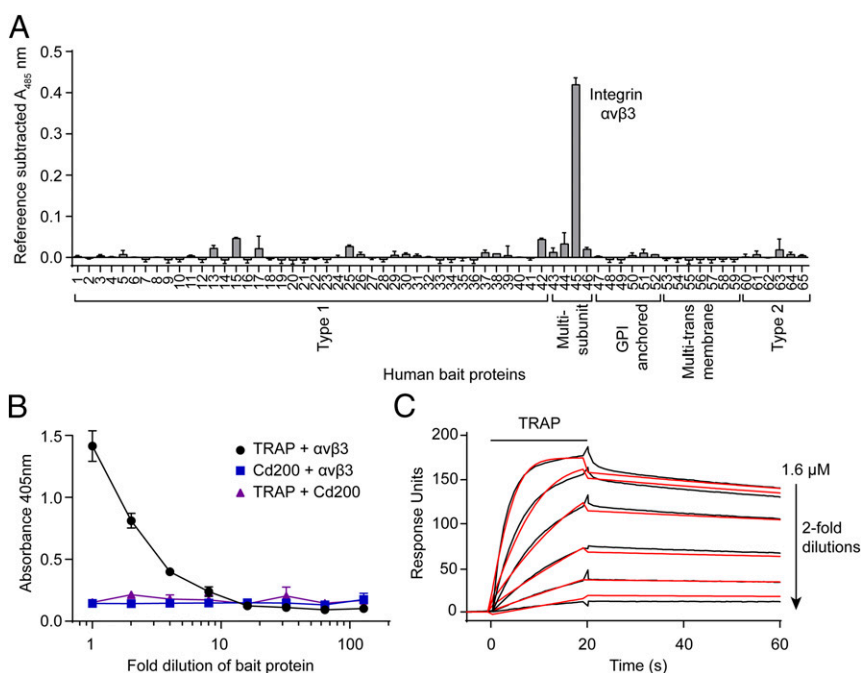 A
Refereence subtracted A485 nm
0.5
0.4
0.3
0.2
0.1
0.0
Integrin
αvβ3
1 2 3 4 5 6 7 8 9 10 11 12 13 14 15 16 17 18 19 20 21 22 23 24 25 26 27 28 29 30 31 32 33 34 35 36 37 38 39 40 41 42 43 44 45 46 47 48 49 50 51 52 53 54 55 56 57 58 59 60 61 62 63 64 65
Type 1
Multi-
subunit
GPI
anchored
Multi-trans
membrane
Type 2
Human bait proteins
B
Absorbance 405nm
1.5
1.0
0.5
0.0
TRAP + αvβ3
Cd200 + αvβ3
TRAP + Cd200
1 10 100
Fold dilution of bait protein
C
TRAP
Response Units
200
150
100
50
0
1.6 μM
2-fold
dilutions
0 20 40 60
Time (s)